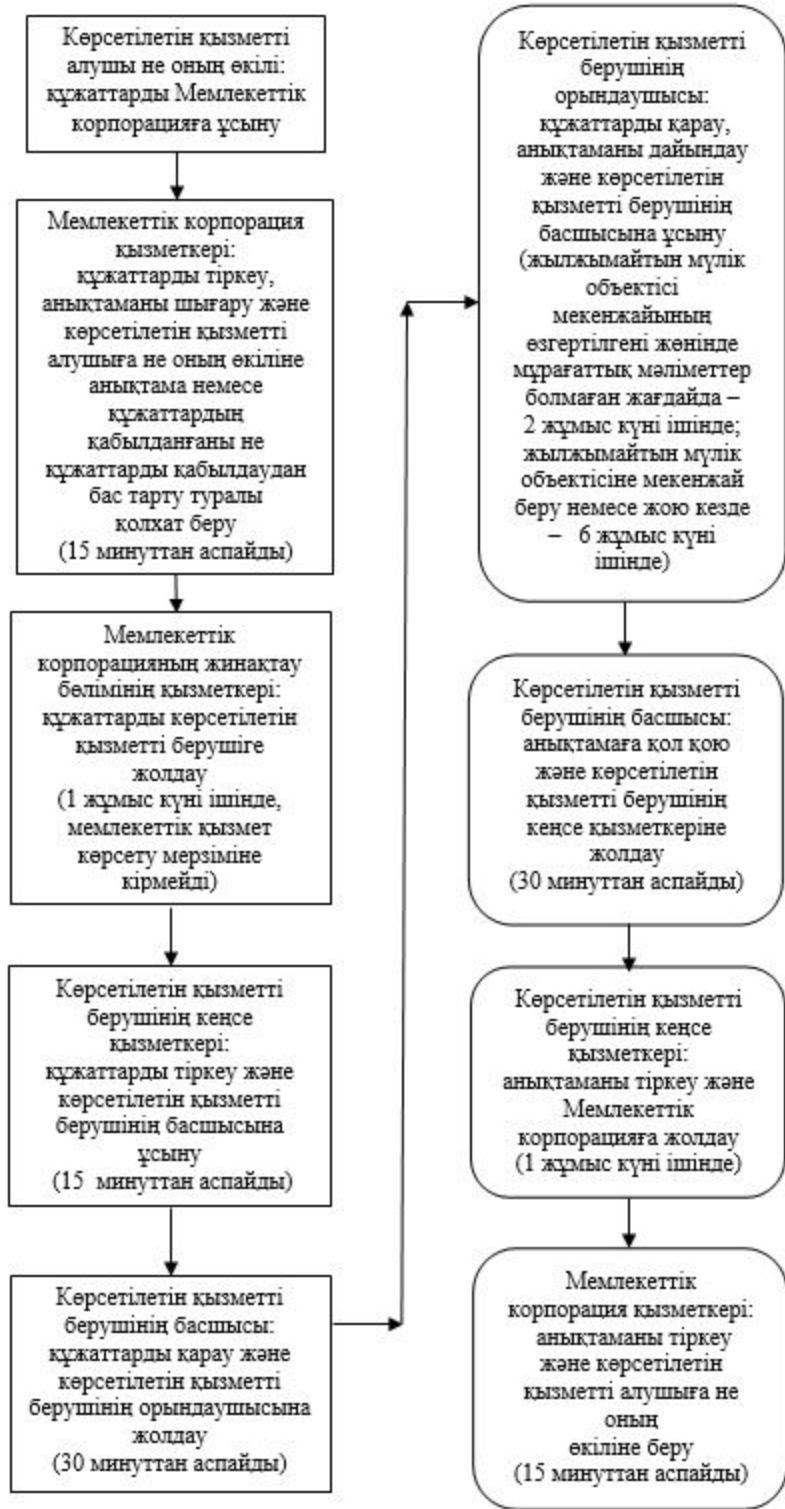 Көрсетілетін қызметті
алушы не оның өкілі:
құжаттарды Мемлекеттік
корпорацияға ұсыну
Мемлекеттік корпорация
қызметкері:
құжаттарды тіркеу,
анықтаманы шығару және
көрсетілетін қызметті
алушыға не оның өкіліне
анықтама немесе
құжаттардың
қабылданғаны не
құжаттарды қабылдаудан
бас тарту туралы
қолхат беру
(15 минуттан аспайды)
Мемлекеттік
корпорацияның жинақтау
бөлімінің қызметкері:
құжаттарды көрсетілетін
қызметті берушіге
жолдау
(1 жұмыс күні ішінде,
мемлекеттік қызмет
көрсету мерзіміне
кірмейді)
Көрсетілетін қызметті
берушінің кеңсе
қызметкері:
құжаттарды тіркеу және
көрсетілетін қызметті
берушінің басшысына
ұсыну
(15 минуттан аспайды)
Көрсетілетін қызметті
берушінің басшысы:
құжаттарды қарау және
көрсетілетін қызметті
берушінің орындаушысына
жолдау
(30 минуттан аспайды)
Көрсетілетін қызметті
берушінің
орындаушысы:
құжаттарды қарау,
анықтаманы дайындау
және көрсетілетін
қызметті берушінің
басшысына ұсыну
(жылжымайтын мүлік
объектісі
мекенжайының
өзгертілгені жөнінде
мұрағаттық мәліметтер
болмаған жағдайда –
2 жұмыс күні ішінде;
жылжымайтын мүлік
объектісіне мекенжай
беру немесе жою кезде
– 6 жұмыс күні
ішінде)
Көрсетілетін қызметті
берушінің басшысы:
анықтамаға қол қою
және көрсетілетін
қызметті берушінің
кеңсе қызметкеріне
жолдау
(30 минуттан аспайды)
Көрсетілетін қызметті
берушінің кеңсе
қызметкері:
анықтаманы тіркеу және
Мемлекеттік
корпорацияға жолдау
(1 жұмыс күні ішінде)
Мемлекеттік
корпорация қызметкері:
анықтаманы тіркеу
және көрсетілетін
қызметті алушыға не
оның
өкіліне беру
(15 минуттан аспайды)